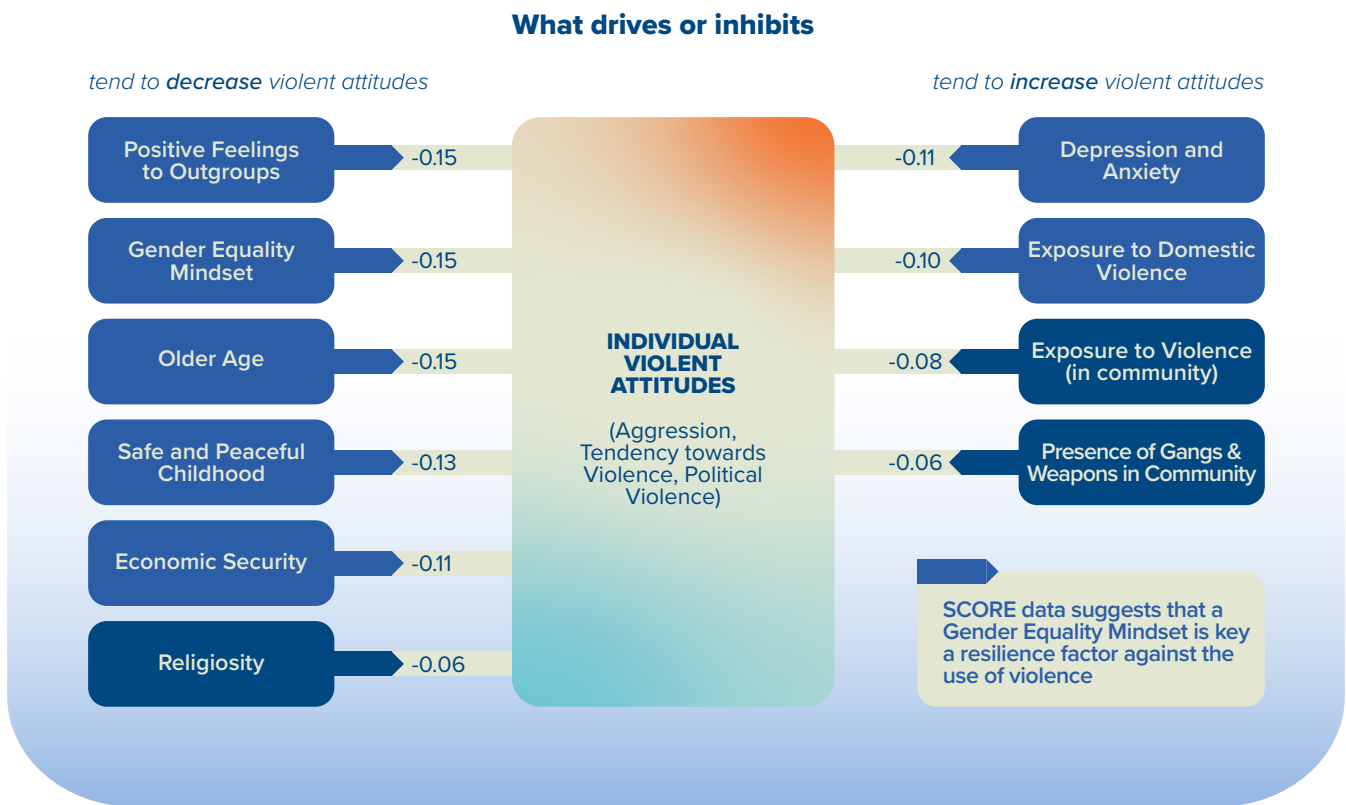 What drives or inhibits
tend to decrease violent attitudes
Positive Feelings
to Outgroups
-0.15
Gender Equality
Mindset
-0.15
Older Age
-0.15
Safe and Peaceful
Childhood
-0.13
Economic Security
-0.11
Religiosity
-0.06
INDIVIDUAL
VIOLENT
ATTITUDES
(Aggression,
Tendency towards
Violence, Political
Violence)
tend to increase violent attitudes
-0.11
Depression and
Anxiety
-0.10
Exposure to Domestic
Violence
-0.08
Exposure to Violence
(in community)
-0.06
Presence of Gangs &
Weapons in Community
SCORE data suggests that a
Gender Equality Mindset is key
a resilience factor against the
use of violence